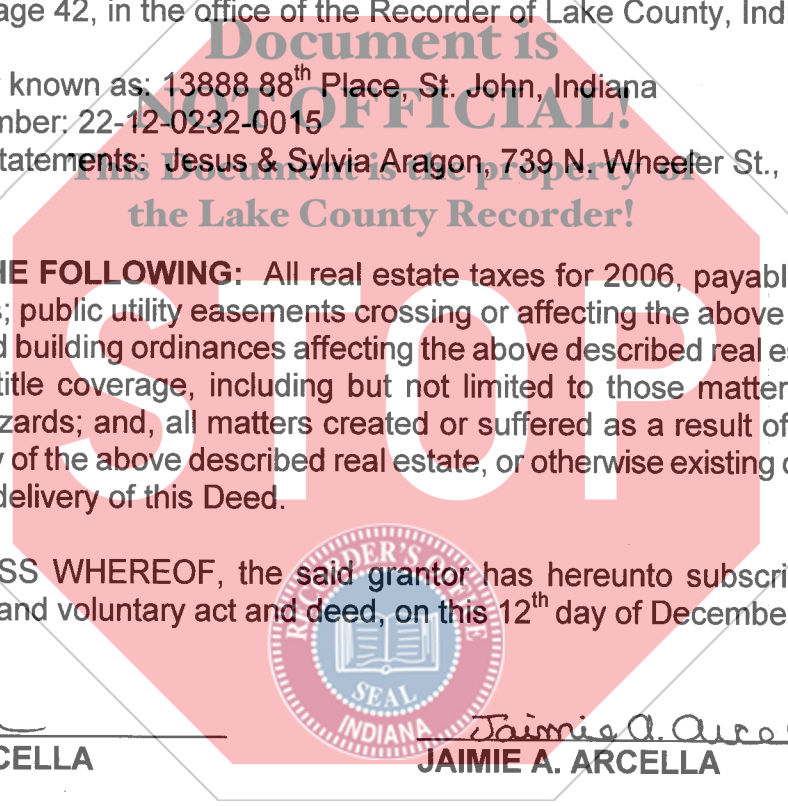 age 42, in the office of the Recorder of Lake County, Indi
Document is
known as: 13888 88th Place, St. John, Indiana
NOT OFFICIAL!
mber: 22-12-0232-0015
tatements: Jesus & Sylvia Aragon, 739 N. Wheeler St.,
This Document is the property of
the Lake County Recorder!
HE FOLLOWING: All real estate taxes for 2006, payabl
s; public utility easements crossing or affecting the above
d building ordinances affecting the above described real es
title coverage, including but not limited to those matter
zards; and, all matters created or suffered as a result of
y of the above described real estate, or otherwise existing
delivery of this Deed.
STOP
SS WHEREOF, the said grantor has hereunto subscri
and voluntary act and deed, on this 12th day of Decembe
RECORDER'S OFFICE
SEAL
INDIANA
Jaimie A. Arce
CELLA
JAIMIE A. ARCELLA